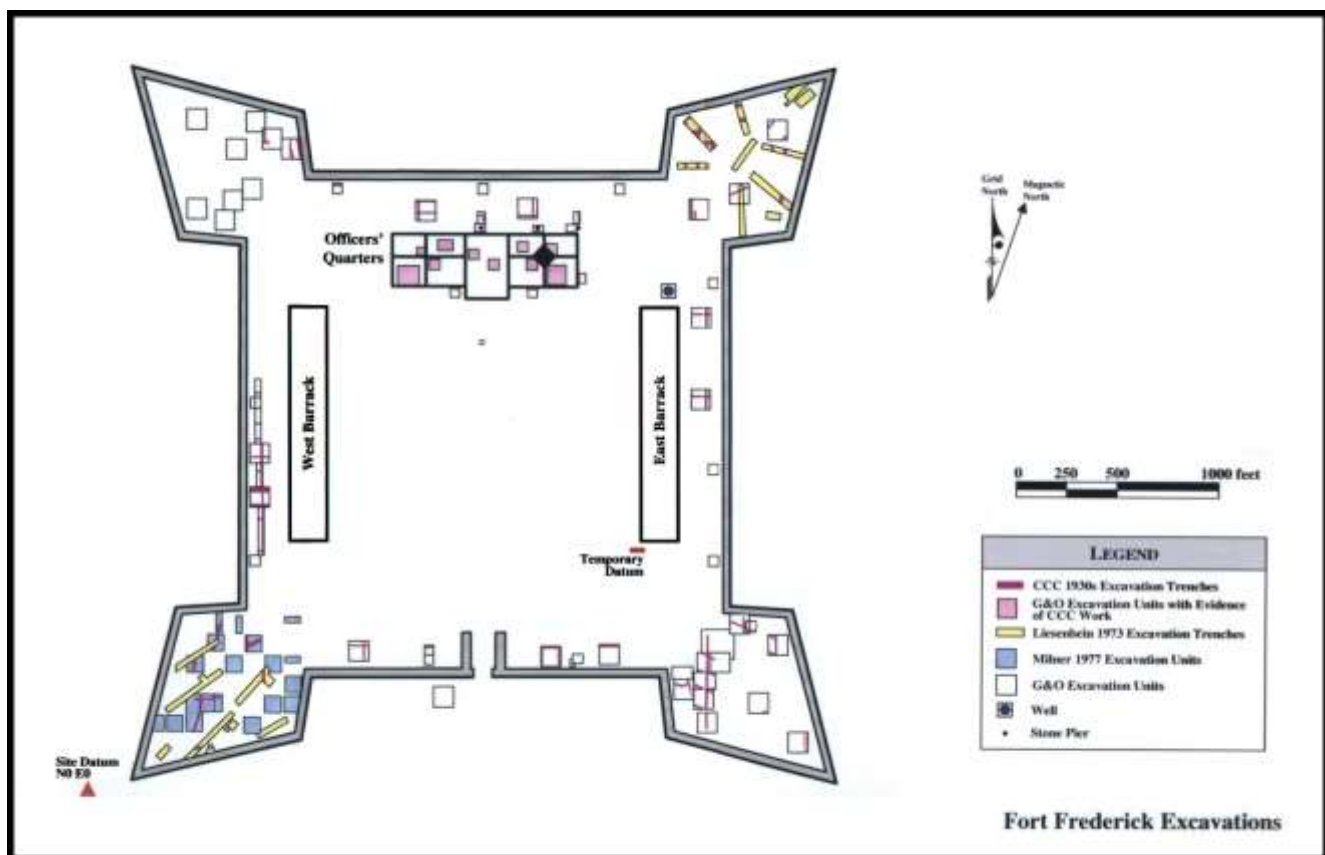 Officers'
Quarters
Grid
North
Magnetic
North
West Barrack
East Barrack
Temporary
Datum
0 250 500 1000 feet
LEGEND
CCC 1930s Excavation Trenches
G&O Excavation Units with Evidence
of CCC Work
Liesenbein 1973 Excavation Trenches
Milner 1977 Excavation Units
G&O Excavation Units
Well
Stone Pier
Site Datum
N0 E0
Fort Frederick Excavations